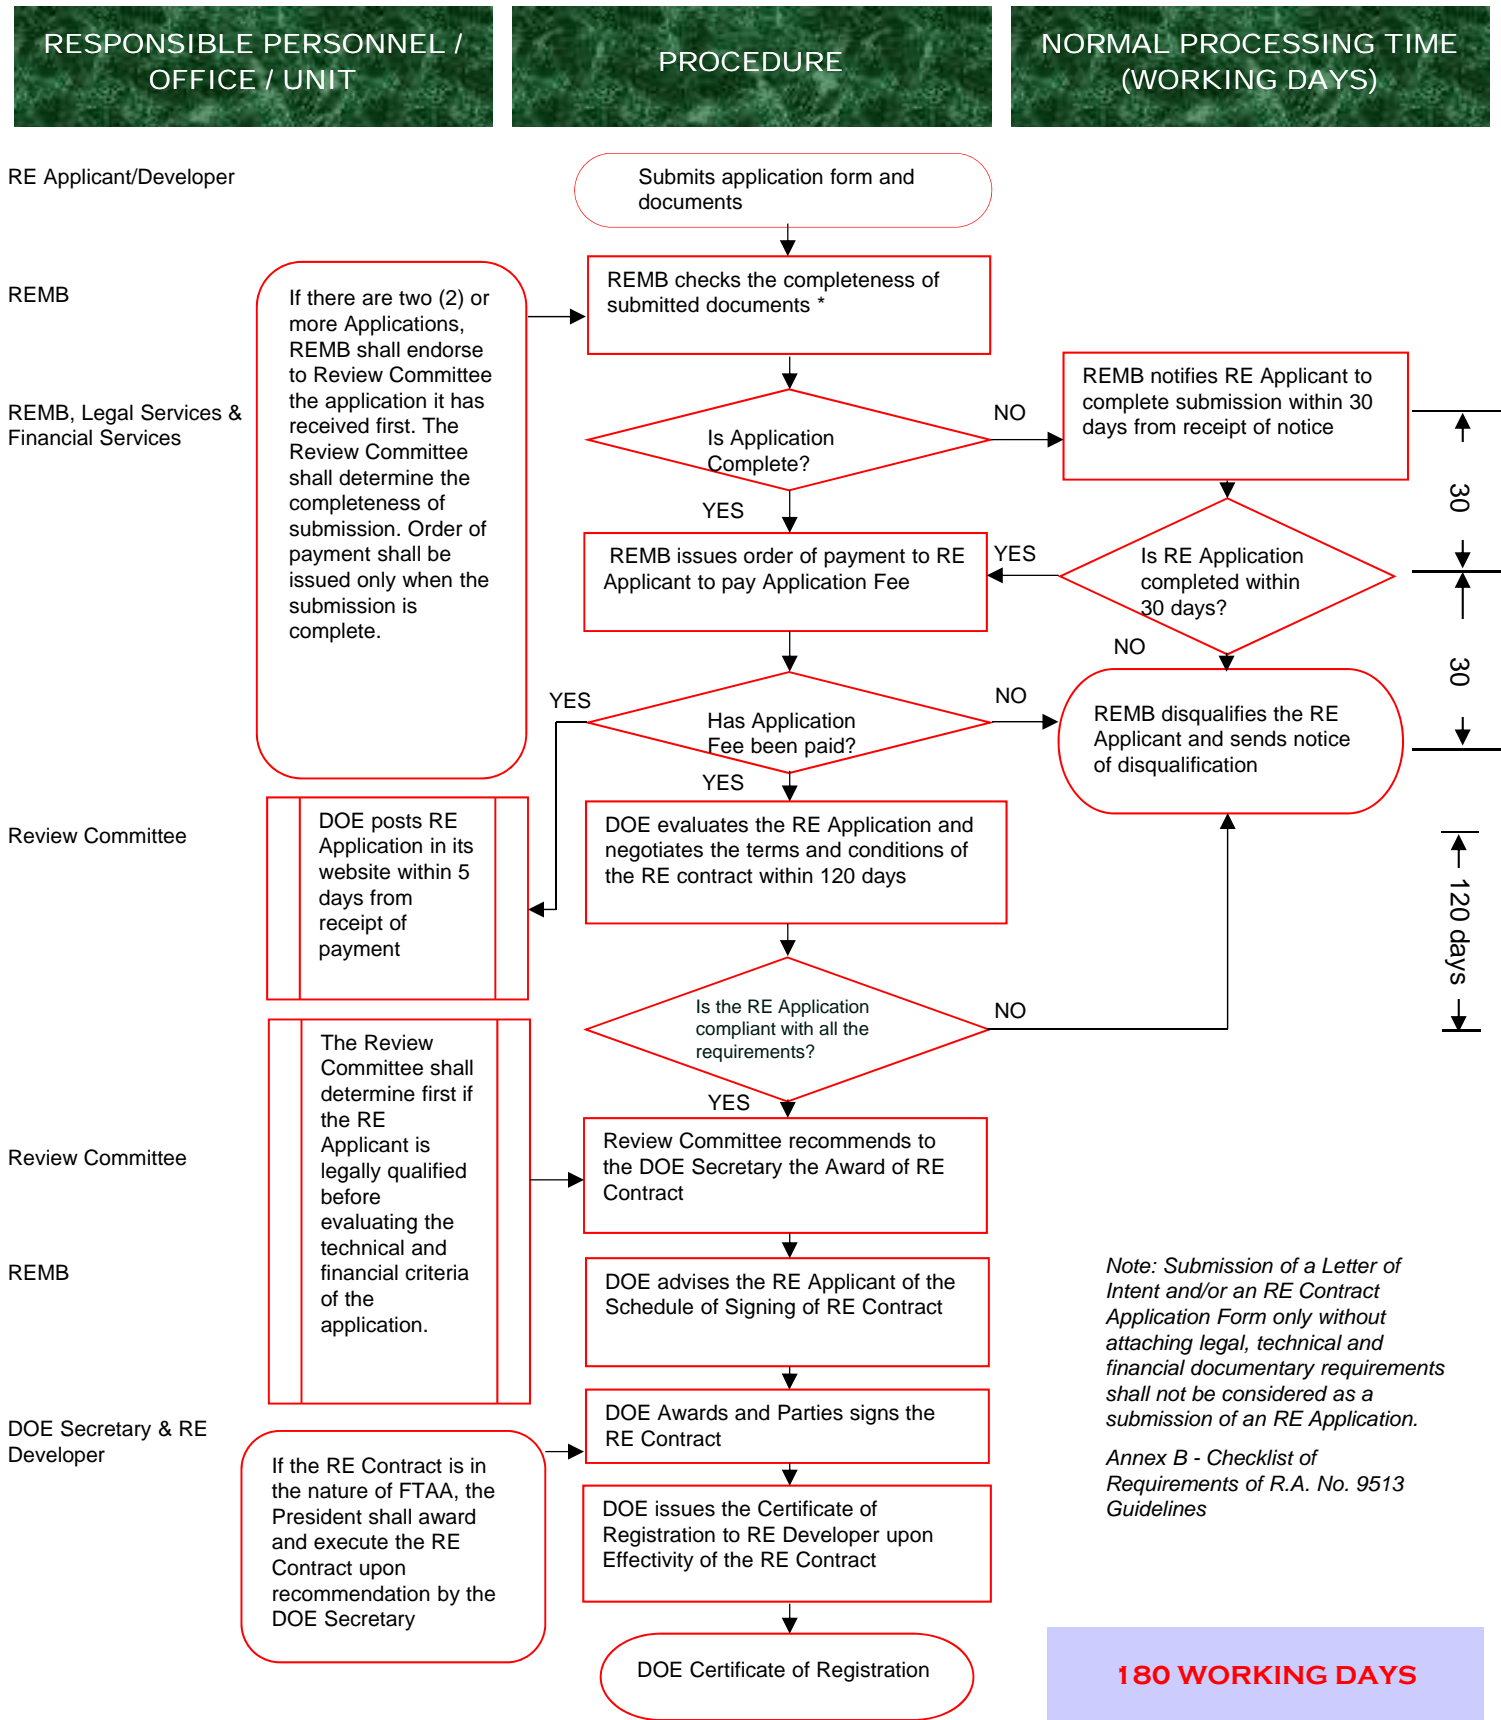 RESPONSIBLE PERSONNEL /
OFFICE / UNIT
PROCEDURE
NORMAL PROCESSING TIME
(WORKING DAYS)
RE Applicant/Developer
Submits application form and
documents
REMB
If there are two (2) or
more Applications,
REMB shall endorse
to Review Committee
the application it has
received first. The
Review Committee
shall determine the
completeness of
submission. Order of
payment shall be
issued only when the
submission is
complete.
REMB checks the completeness of
submitted documents *
REMB, Legal Services &
Financial Services
Is Application
Complete?
NO
REMB notifies RE Applicant to
complete submission within 30
days from receipt of notice
30
YES
REMB issues order of payment to RE
Applicant to pay Application Fee
YES
Is RE Application
completed within
30 days?
NO
30
YES
Has Application
Fee been paid?
NO
REMB disqualifies the RE
Applicant and sends notice
of disqualification
YES
Review Committee
DOE posts RE
Application in its
website within 5
days from
receipt of
payment
DOE evaluates the RE Application and
negotiates the terms and conditions of
the RE contract within 120 days
120 days
Is the RE Application
compliant with all the
requirements?
NO
YES
The Review
Committee shall
determine first if
the RE
Applicant is
legally qualified
before
evaluating the
technical and
financial criteria
of the
application.
Review Committee
Review Committee recommends to
the DOE Secretary the Award of RE
Contract
REMB
DOE advises the RE Applicant of the
Schedule of Signing of RE Contract
Note: Submission of a Letter of
Intent and/or an RE Contract
Application Form only without
attaching legal, technical and
financial documentary requirements
shall not be considered as a
submission of an RE Application.
Annex B - Checklist of
Requirements of R.A. No. 9513
Guidelines
DOE Secretary & RE
Developer
DOE Awards and Parties signs the
RE Contract
If the RE Contract is in
the nature of FTAA, the
President shall award
and execute the RE
Contract upon
recommendation by the
DOE Secretary
DOE issues the Certificate of
Registration to RE Developer upon
Effectivity of the RE Contract
DOE Certificate of Registration
180 WORKING DAYS